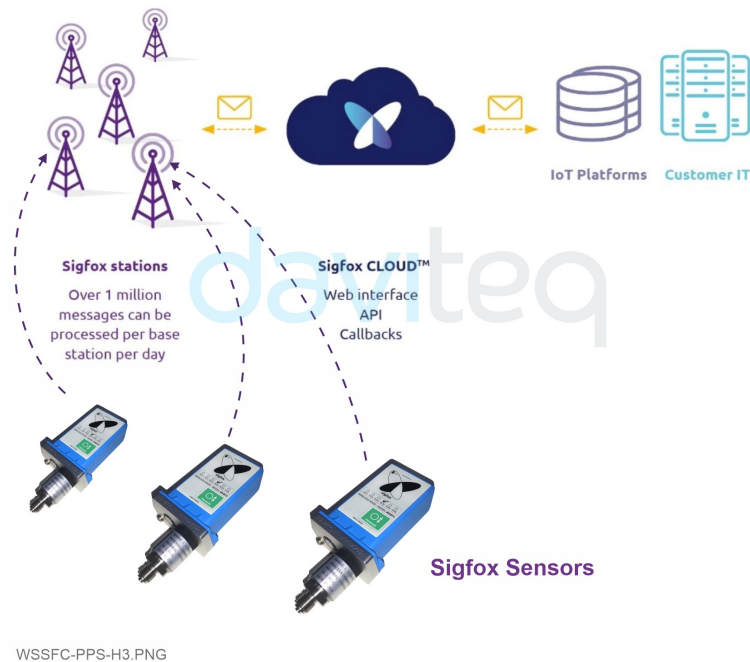 IoT Platforms
Customer IT
daviteq
Sigfox stations
Over 1 million
messages can be
processed per base
station per day
Sigfox CLOUD™
Web interface
API
Callbacks
Sigfox Sensors
WSSFC-PPS-H3.PNG